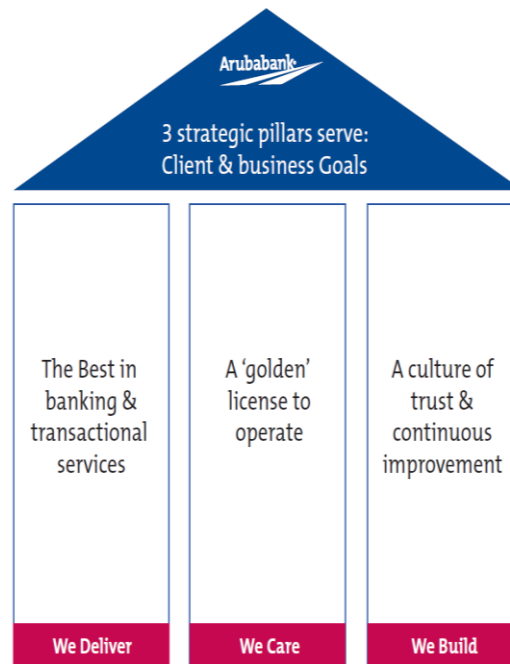 Arubabank
3 strategic pillars serve:
Client & business Goals
The Best in
banking &
transactional
services
We Deliver
A ‘golden’
license to
operate
We Care
A culture of
trust &
continuous
improvement
We Build